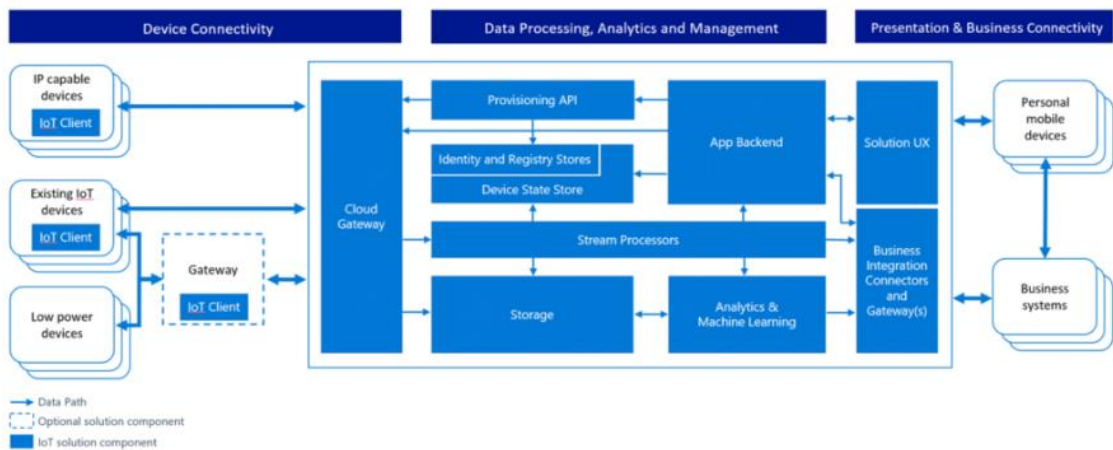 Device Connectivity
Data Processing, Analytics and Management
Presentation & Business Connectivity
IP capable
devices
IoT Client
Existing IoT
devices
IoT Client
Low power
devices
Gateway
IoT Client
Cloud
Gateway
Provisioning API
Identity and Registry Stores
Device State Store
Stream Processors
Storage
App Backend
Analytics &
Machine Learning
Solution UX
Business
Integration
Connectors
and
Gateway(s)
Personal
mobile
devices
Business
systems
Data Path
Optional solution component
IoT solution component